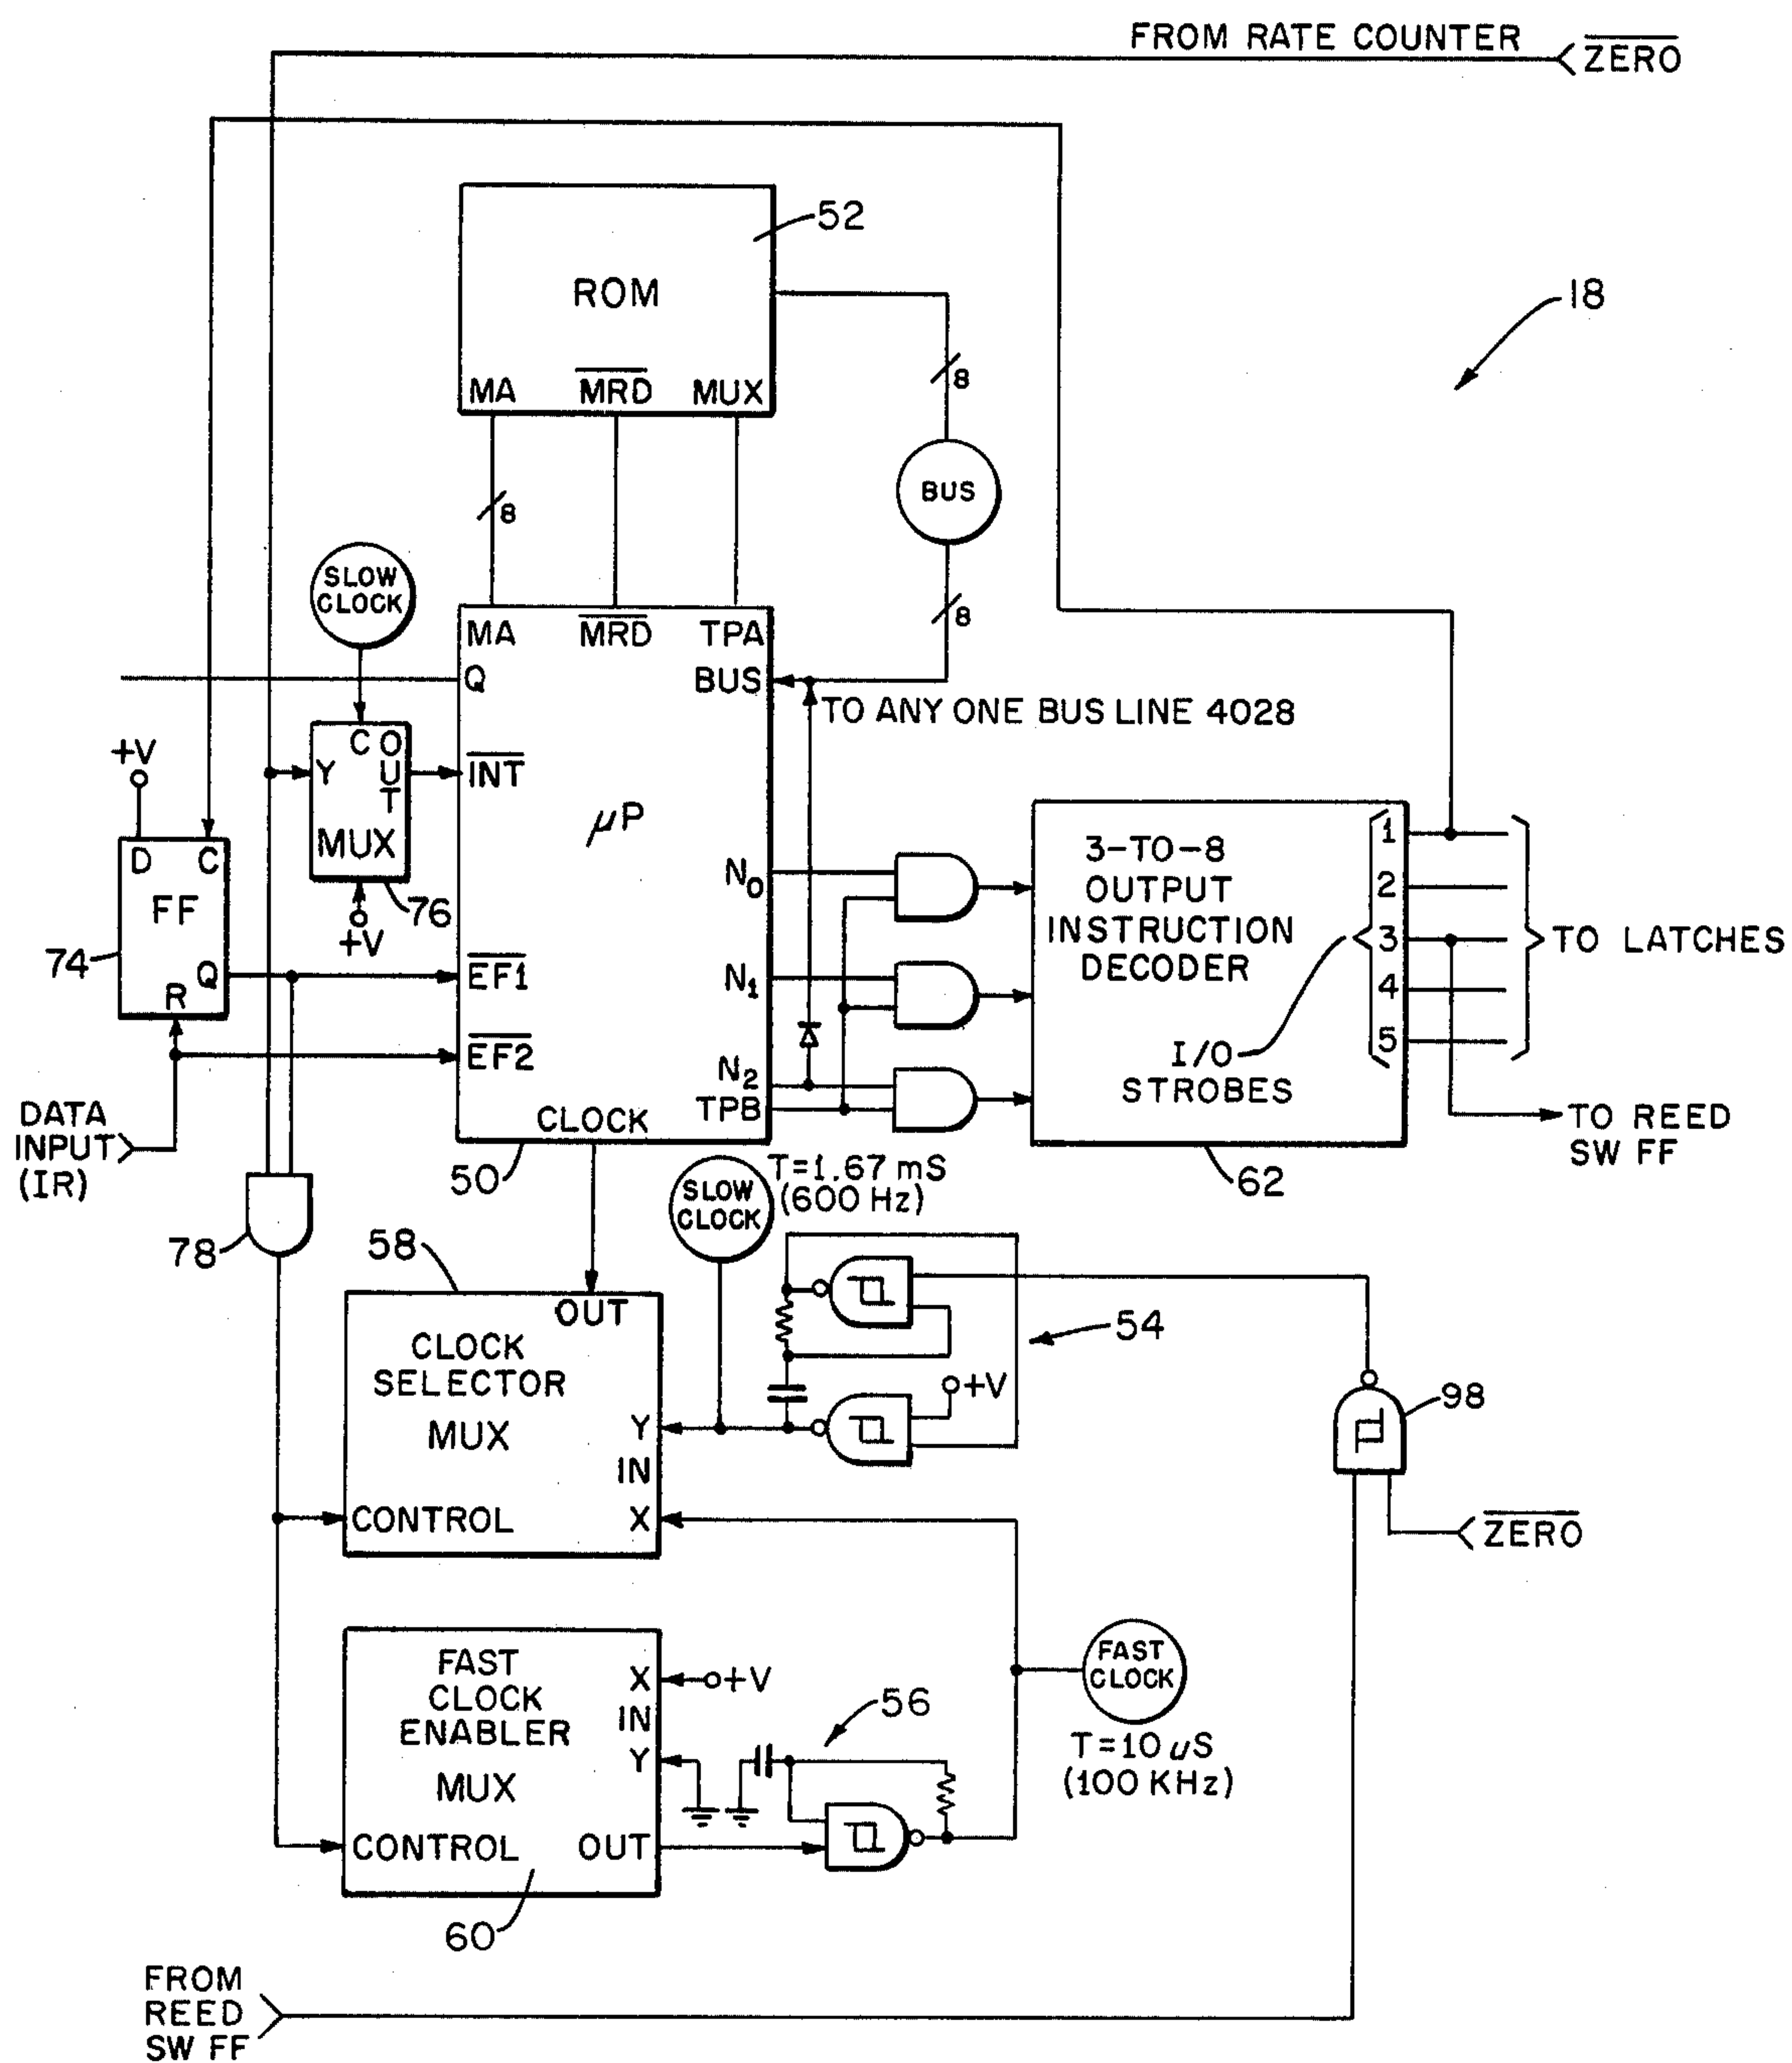 FROM RATE COUNTER
ZERO
52
ROM
MA MRD MUX
18
8
8
BUS
8
SLOW
CLOCK
MA MRD TPA
Q BUS
TO ANY ONE BUS LINE 4028
+V
C OUT
Y
MUX
INT
76
+V
μP
D C
FF
74
Q
R
EF1
EF2
N0
N1
N2
TPB
CLOCK
50
3-TO-8
OUTPUT
INSTRUCTION
DECODER
1
2
3
4
5
I/O
STROBES
62
TO LATCHES
TO REED
SW FF
DATA
INPUT
(IR)
78
58
SLOW
CLOCK
T=1.67 mS
(600 Hz)
OUT
CLOCK
SELECTOR
MUX
Y
IN
X
CONTROL
54
+V
98
ZERO
FAST
CLOCK
ENABLER
MUX
X
IN
Y
+V
CONTROL OUT
60
56
FAST
CLOCK
T=10 uS
(100 KHz)
FROM
REED
SW FF